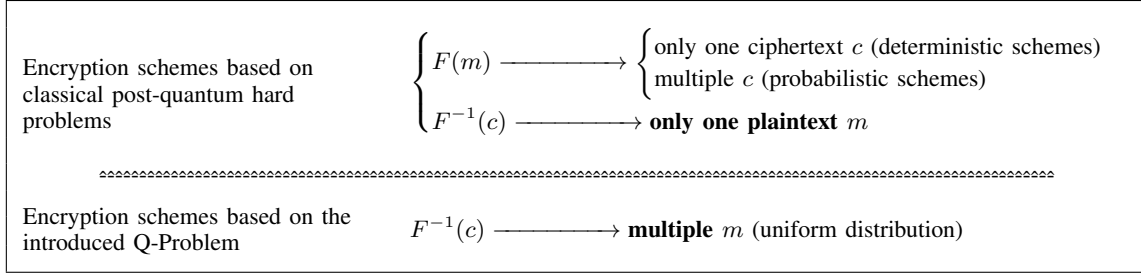 Encryption schemes based on
classical post-quantum hard
problems
F(m) ⟶ only one ciphertext c (deterministic schemes)
multiple c (probabilistic schemes)
F⁻¹(c) ⟶ only one plaintext m
Encryption schemes based on the
introduced Q-Problem
F⁻¹(c) ⟶ multiple m (uniform distribution)